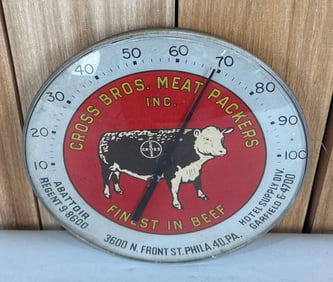 10 20 30 40 50 60 70 80 90 100
CROSS BROS. MEAT PACKERS
INC.
CROSS
FINEST IN BEEF
ABATTOIR
REGENT 9-8600
3600 N. FRONT ST. PHILA. 40, PA.
HOTEL SUPPLY DIV.
GARFIELD 6-4700